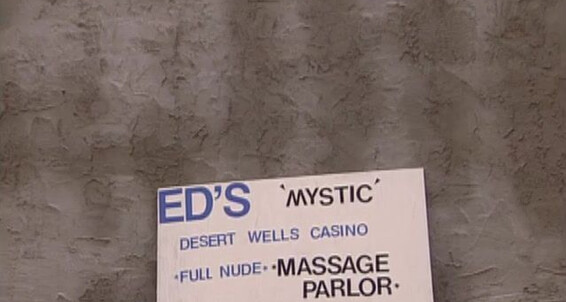 ED'S 'MYSTIC'
DESERT WELLS CASINO
•FULL NUDE• •MASSAGE
PARLOR•